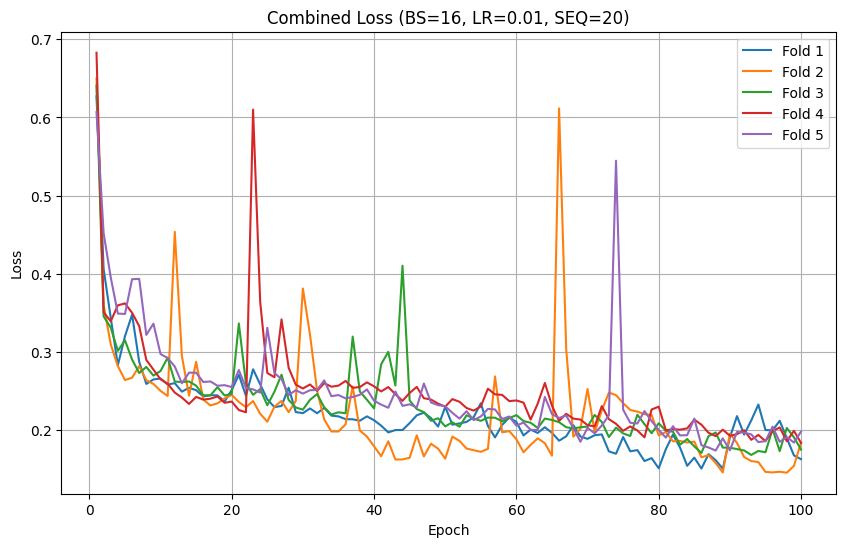 Combined Loss (BS=16, LR=0.01, SEQ=20)
0.7
0.6
0.5
0.4
0.3
0.2
Loss
Fold 1
Fold 2
Fold 3
Fold 4
Fold 5
0 20 40 60 80 100
Epoch